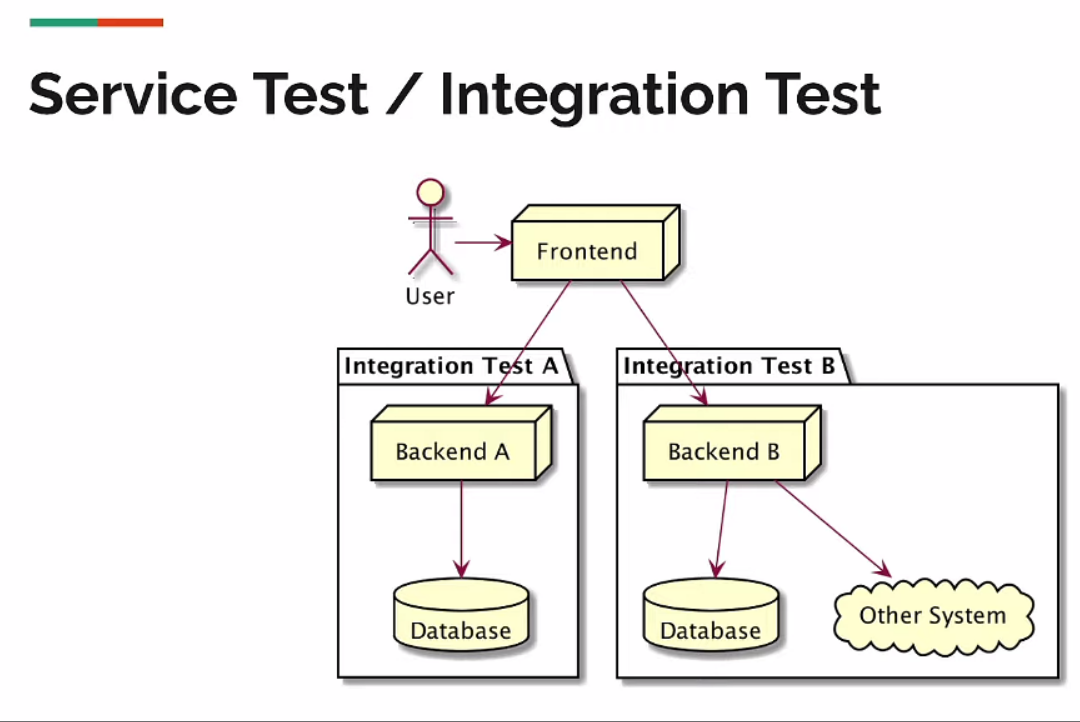 Service Test / Integration Test
User
Frontend
Integration Test A
Integration Test B
Backend A
Backend B
Database
Database
Other System